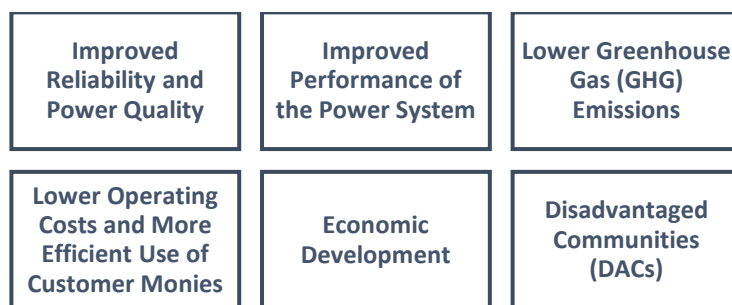 Improved
Reliability and
Power Quality
Improved
Performance of
the Power System
Lower Greenhouse
Gas (GHG)
Emissions
Lower Operating
Costs and More
Efficient Use of
Customer Monies
Economic
Development
Disadvantaged
Communities
(DACs)